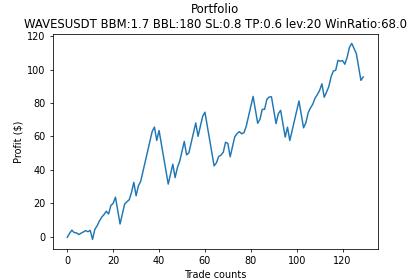 Portfolio
WAVESUSDT BBM:1.7 BBL:180 SL:0.8 TP:0.6 lev:20 WinRatio:68.0
120
100
80
60
40
20
0
Profit ($)
0 20 40 60 80 100 120
Trade counts